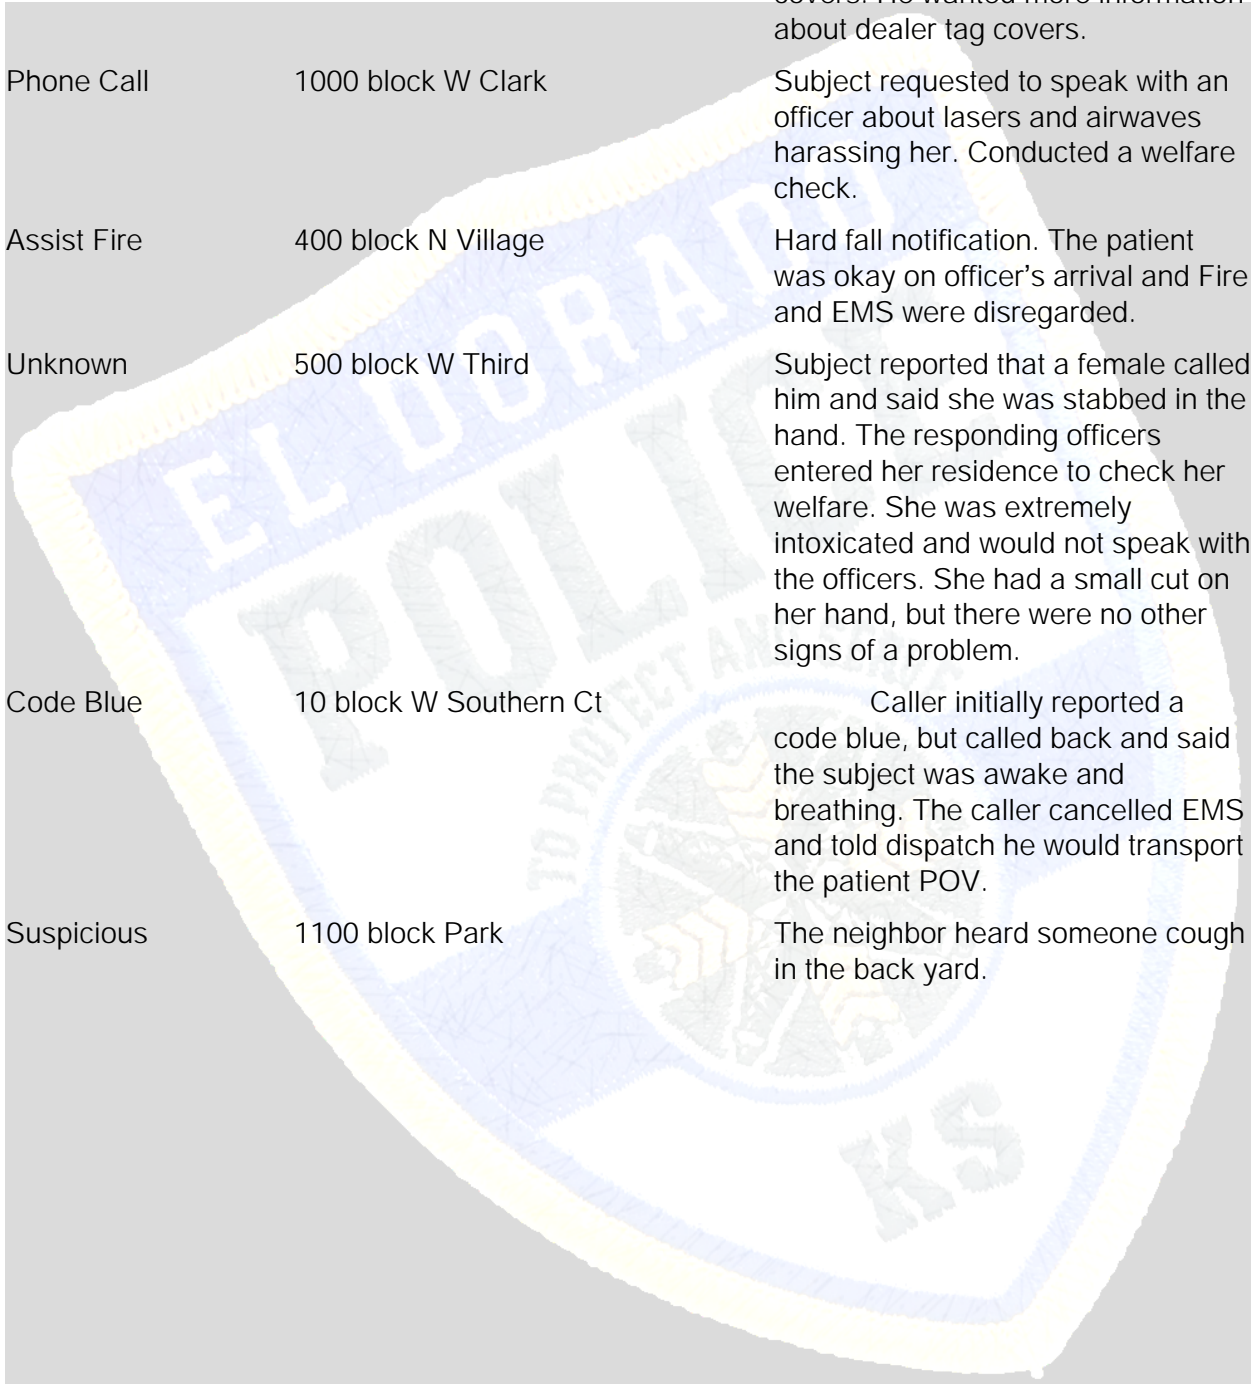 covers. He wanted more information
about dealer tag covers.
Phone Call 1000 block W Clark Subject requested to speak with an
officer about lasers and airwaves
harassing her. Conducted a welfare
check.
Assist Fire 400 block N Village Hard fall notification. The patient
was okay on officer’s arrival and Fire
and EMS were disregarded.
Unknown 500 block W Third Subject reported that a female called
him and said she was stabbed in the
hand. The responding officers
entered her residence to check her
welfare. She was extremely
intoxicated and would not speak with
the officers. She had a small cut on
her hand, but there were no other
signs of a problem.
Code Blue 10 block W Southern Ct Caller initially reported a
code blue, but called back and said
the subject was awake and
breathing. The caller cancelled EMS
and told dispatch he would transport
the patient POV.
Suspicious 1100 block Park The neighbor heard someone cough
in the back yard.
EL DORADO
POLICE
TO PROTECT AND
KS